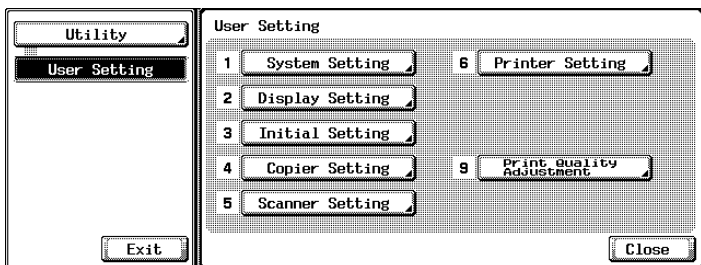 Utility
User Setting
Exit
User Setting
1 System Setting
2 Display Setting
3 Initial Setting
4 Copier Setting
5 Scanner Setting
6 Printer Setting
9 Print Quality
Adjustment
Close